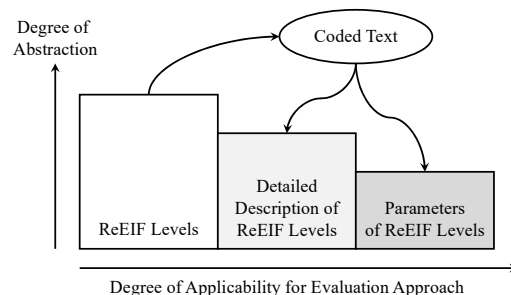 Degree of
Abstraction
Coded Text
ReEIF Levels
Detailed
Description of
ReEIF Levels
Parameters
of ReEIF Levels
Degree of Applicability for Evaluation Approach